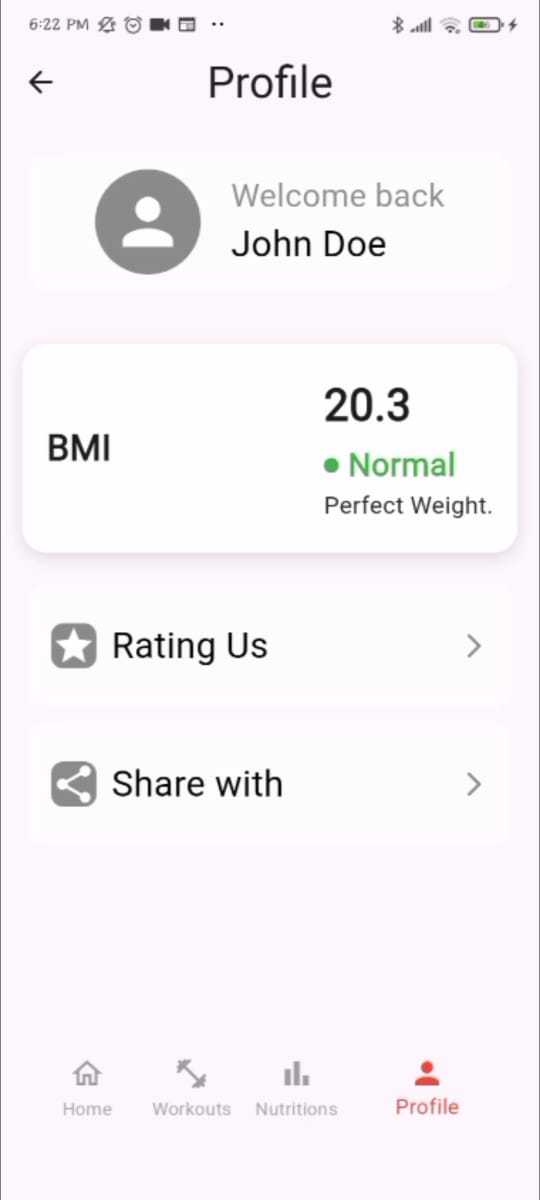 6:22 PM
Profile
Welcome back
John Doe
20.3
BMI
Normal
Perfect Weight.
Rating Us
Share with
Home
Workouts
Nutritions
Profile